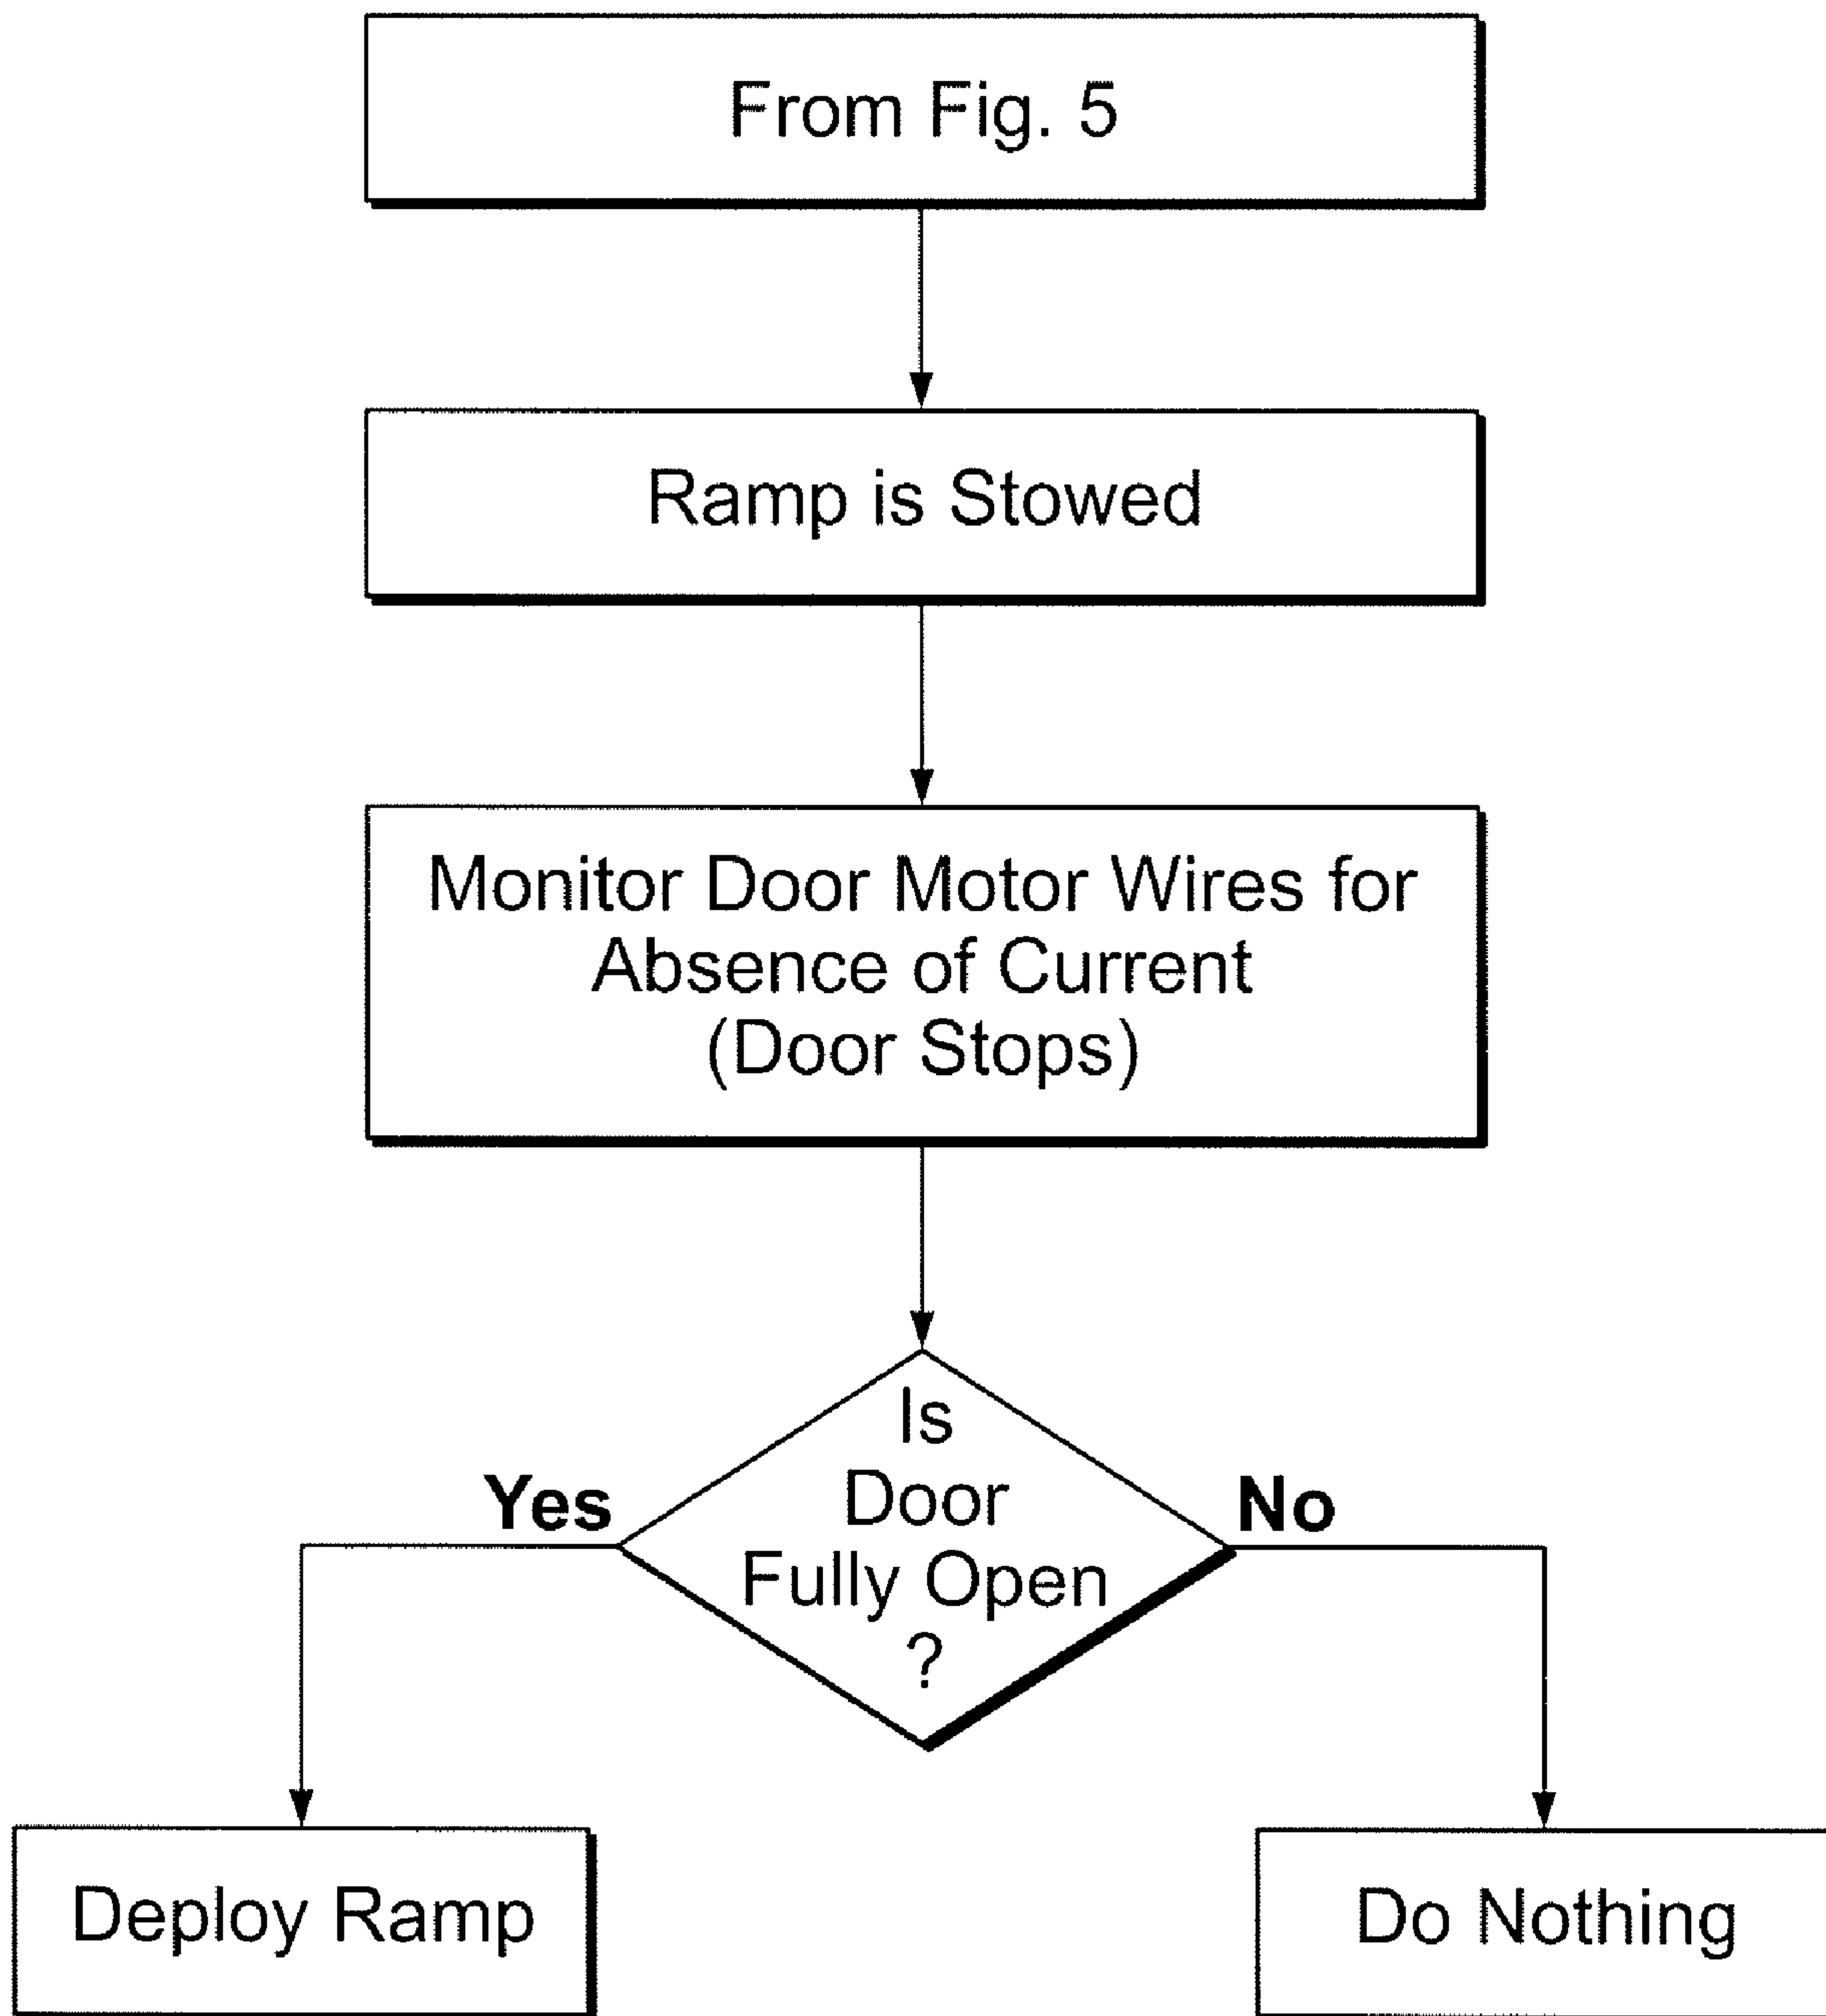 From Fig. 5
Ramp is Stowed
Monitor Door Motor Wires for
Absence of Current
(Door Stops)
Is
Door
Fully Open
?
Yes
No
Deploy Ramp
Do Nothing